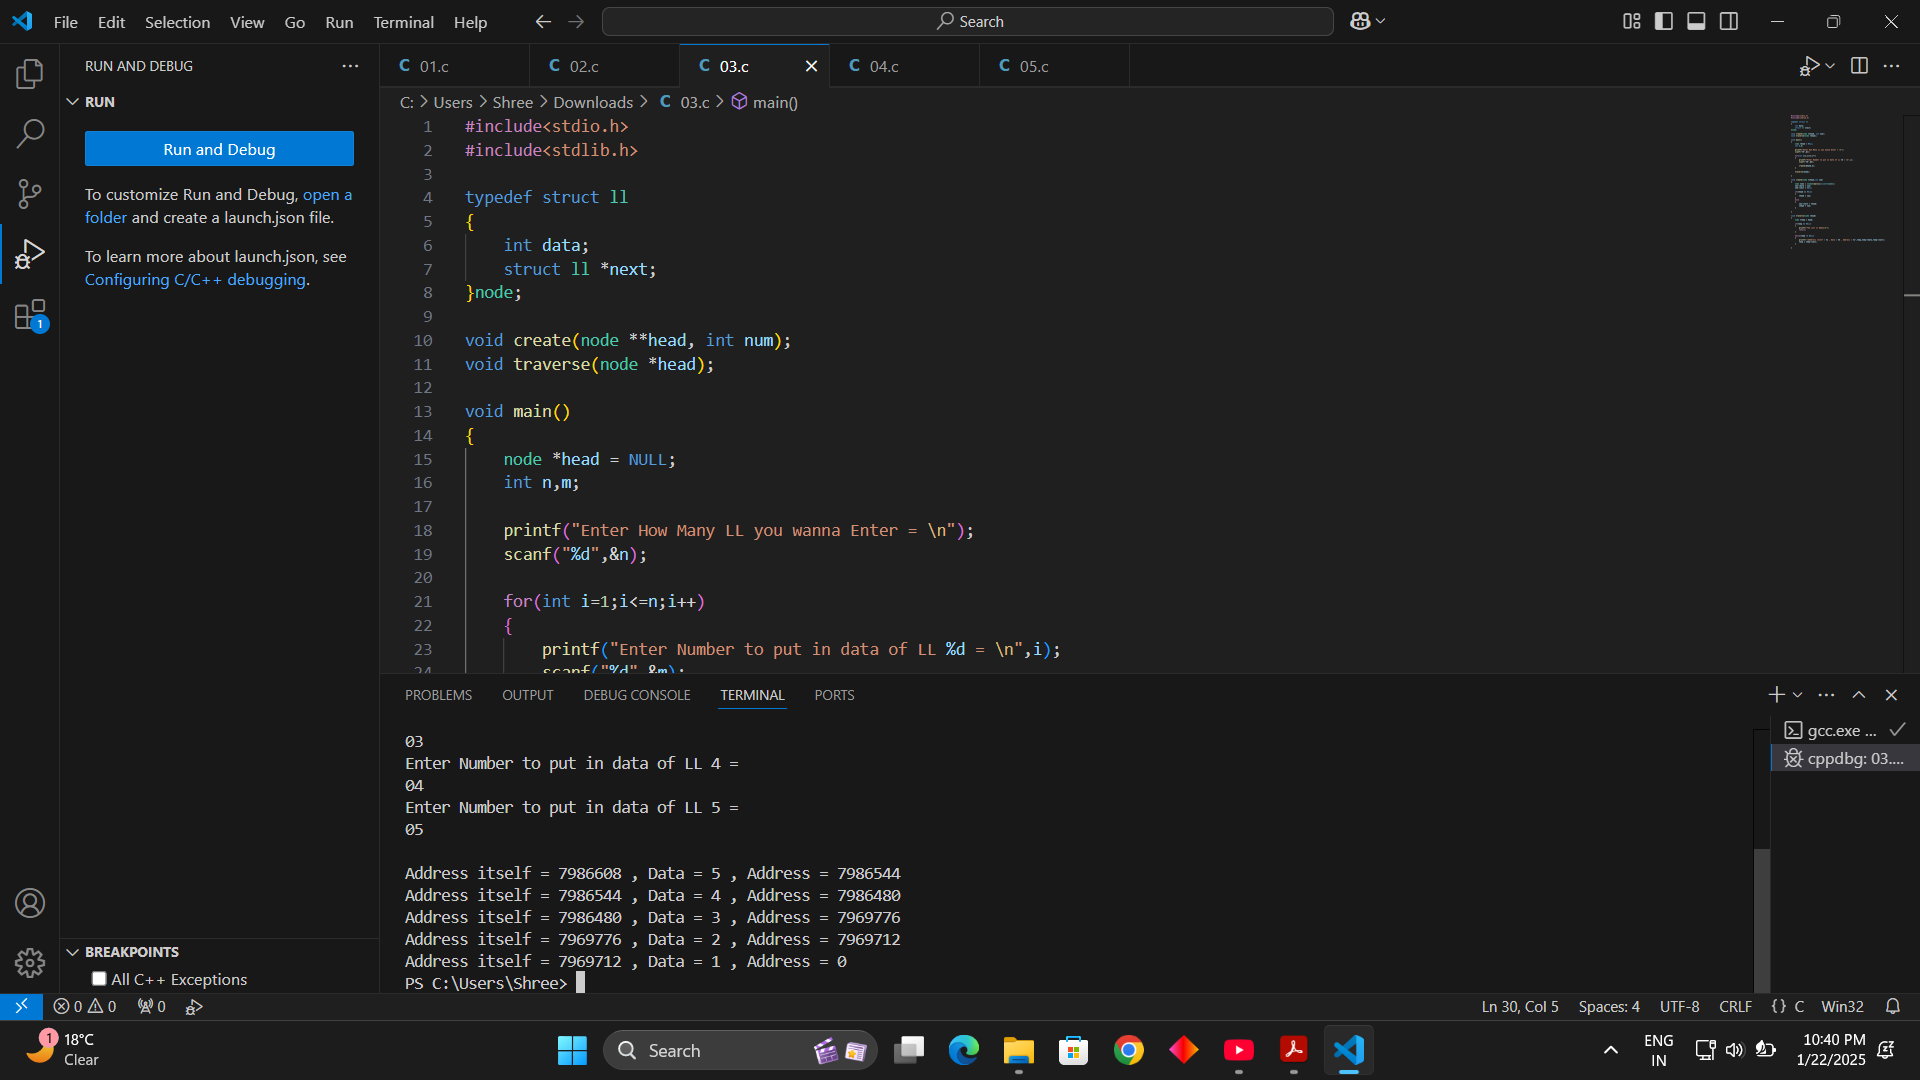 File Edit Selection View Go Run Terminal Help
Search
RUN AND DEBUG
RUN
Run and Debug
To customize Run and Debug, open a
folder and create a launch.json file.
To learn more about launch.json, see
Configuring C/C++ debugging.
BREAKPOINTS
All C++ Exceptions
1
C 01.c
C 02.c
C 03.c
C 04.c
C 05.c
C: > Users > Shree > Downloads > C 03.c > main()
1 #include<stdio.h>
2 #include<stdlib.h>
3
4 typedef struct ll
5 {
6 int data;
7 struct ll *next;
8 }node;
9
10 void create(node **head, int num);
11 void traverse(node *head);
12
13 void main()
14 {
15 node *head = NULL;
16 int n,m;
17
18 printf("Enter How Many LL you wanna Enter = \n");
19 scanf("%d",&n);
20
21 for(int i=1;i<=n;i++)
22 {
23 printf("Enter Number to put in data of LL %d = \n",i);
24 scanf("%d",&m);
PROBLEMS OUTPUT DEBUG CONSOLE TERMINAL PORTS
03
Enter Number to put in data of LL 4 =
04
Enter Number to put in data of LL 5 =
05
Address itself = 7986608 , Data = 5 , Address = 7986544
Address itself = 7986544 , Data = 4 , Address = 7986480
Address itself = 7986480 , Data = 3 , Address = 7969776
Address itself = 7969776 , Data = 2 , Address = 7969712
Address itself = 7969712 , Data = 1 , Address = 0
PS C:\Users\Shree>
gcc.exe ...
cppdbg: 03....
0 0 0
Ln 30, Col 5 Spaces: 4 UTF-8 CRLF {} C Win32
1
18°C
Clear
Search
ENG
IN
10:40 PM
1/22/2025